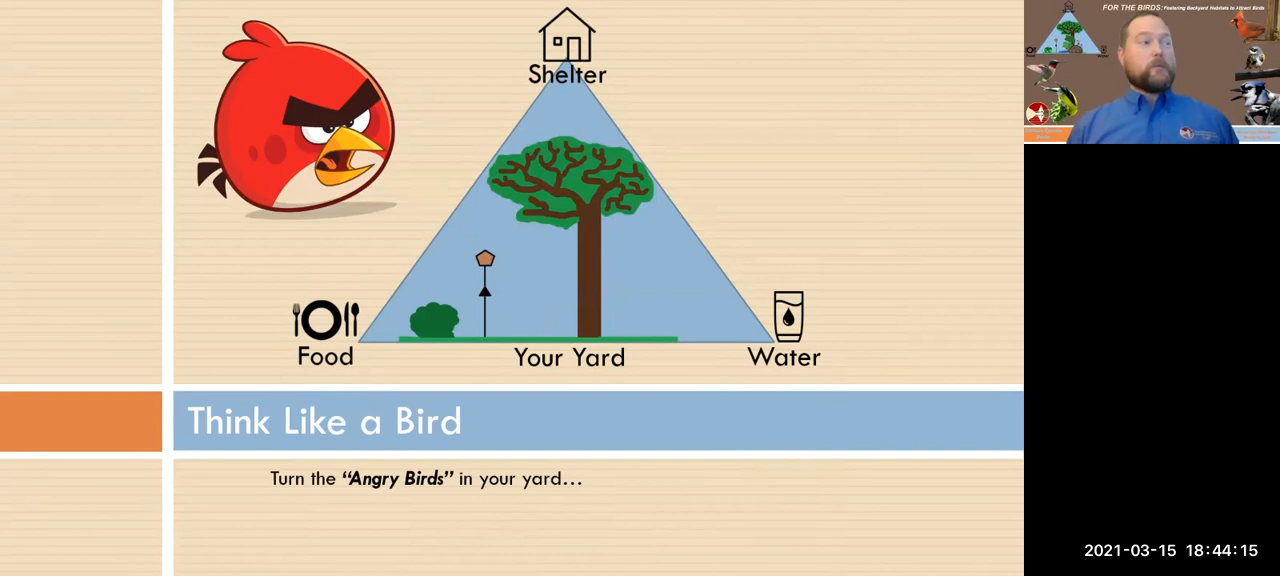 Shelter
Food
Your Yard
Water
Think Like a Bird
Turn the “Angry Birds” in your yard...
FOR THE BIRDS: Fostering Backyard Habitats to Attract Birds
2021-03-15 18:44:15